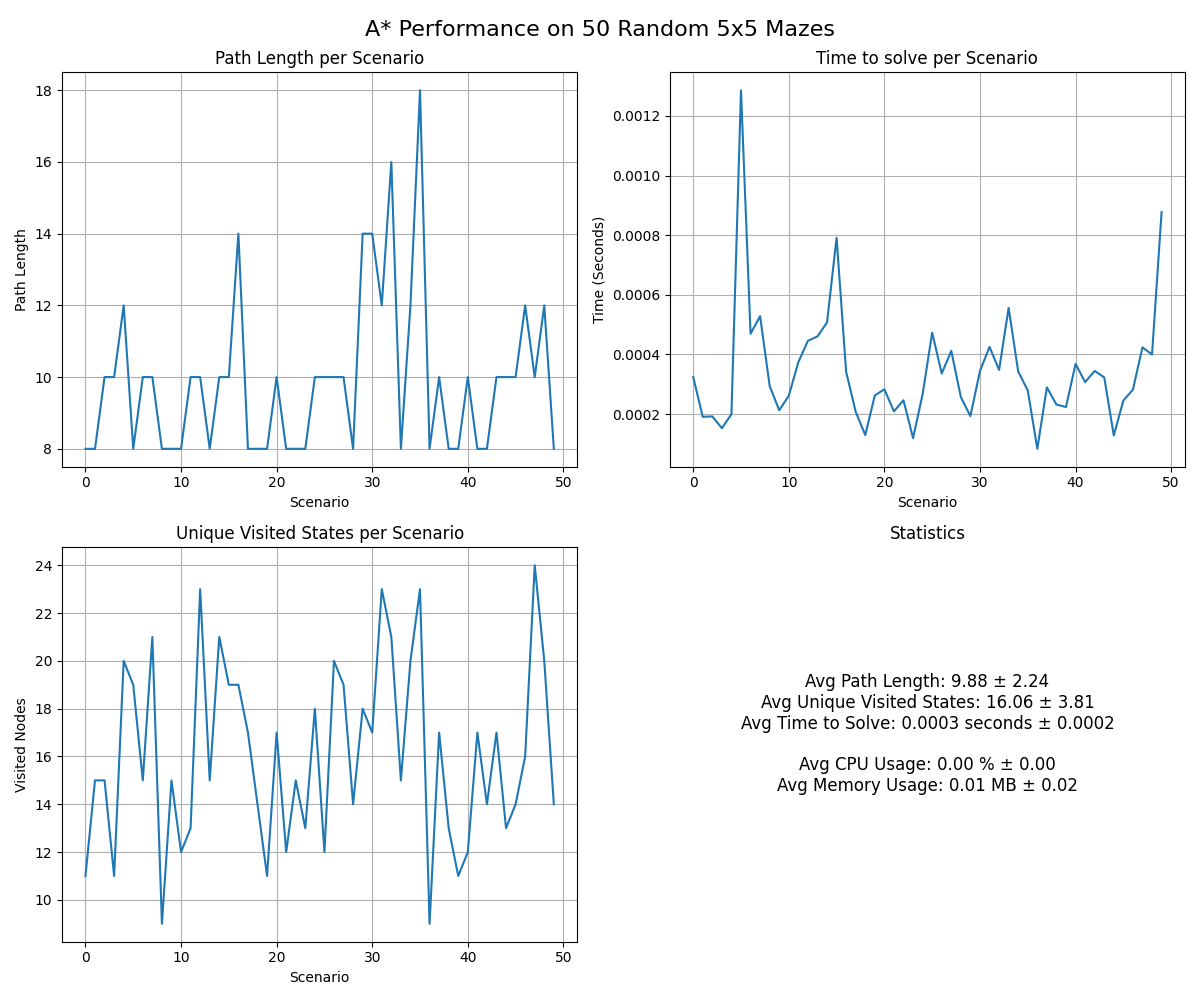 A* Performance on 50 Random 5x5 Mazes
Path Length per Scenario
18
16
14
12
10
8
Path Length
0 10 20 30 40 50
Scenario
Time to solve per Scenario
0.0012
0.0010
0.0008
0.0006
0.0004
0.0002
Time (Seconds)
0 10 20 30 40 50
Scenario
Unique Visited States per Scenario
24
22
20
18
16
14
12
10
Visited Nodes
0 10 20 30 40 50
Scenario
Statistics
Avg Path Length: 9.88 ± 2.24
Avg Unique Visited States: 16.06 ± 3.81
Avg Time to Solve: 0.0003 seconds ± 0.0002
Avg CPU Usage: 0.00 % ± 0.00
Avg Memory Usage: 0.01 MB ± 0.02